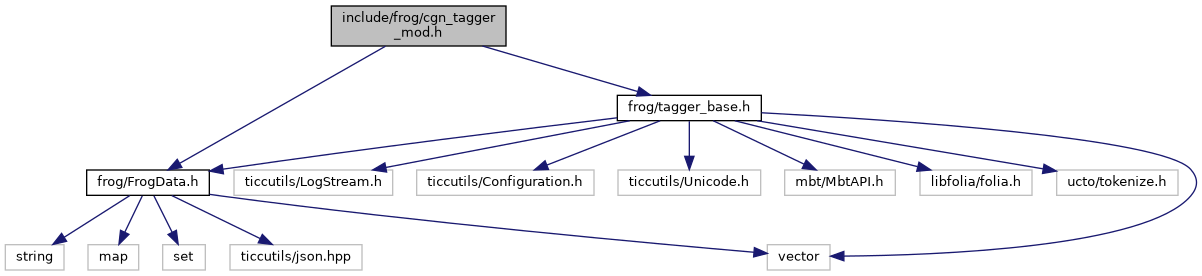 include/frog/cgn_tagger
_mod.h
frog/tagger_base.h
frog/FrogData.h
ticcutils/LogStream.h
ticcutils/Configuration.h
ticcutils/Unicode.h
mbt/MbtAPI.h
libfolia/folia.h
ucto/tokenize.h
string
map
set
ticcutils/json.hpp
vector